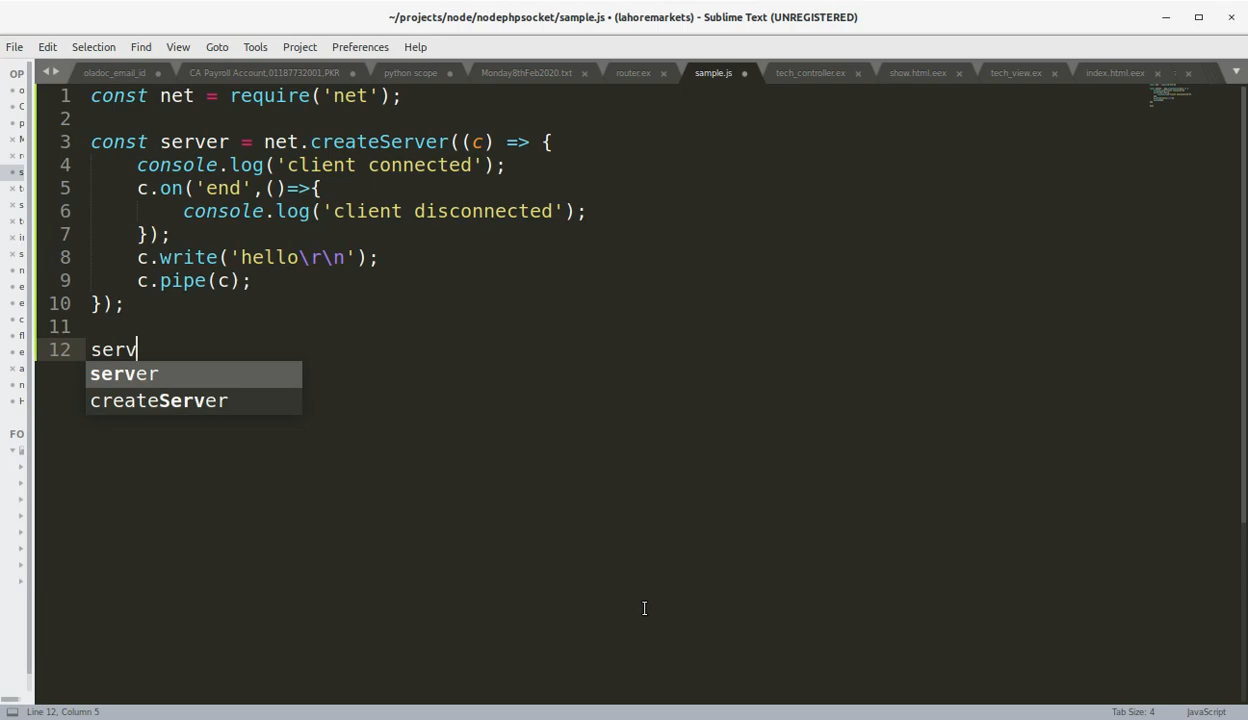 ~/projects/node/nodephpsocket/sample.js • (lahoremarkets) - Sublime Text (UNREGISTERED)
File Edit Selection Find View Goto Tools Project Preferences Help
OP
oladoc_email_id
CA Payroll Account,01187732001,PKR
python scope
Monday8thFeb2020.txt
router.ex
sample.js
tech_controller.ex
show.html.eex
tech_view.ex
index.html.eex
1 const net = require('net');
2
3 const server = net.createServer((c) => {
4 console.log('client connected');
5 c.on('end',()=>{
6 console.log('client disconnected');
7 });
8 c.write('hello\r\n');
9 c.pipe(c);
10 });
11
12 serv
server
createServer
FO
Line 12, Column 5
Tab Size: 4
JavaScript